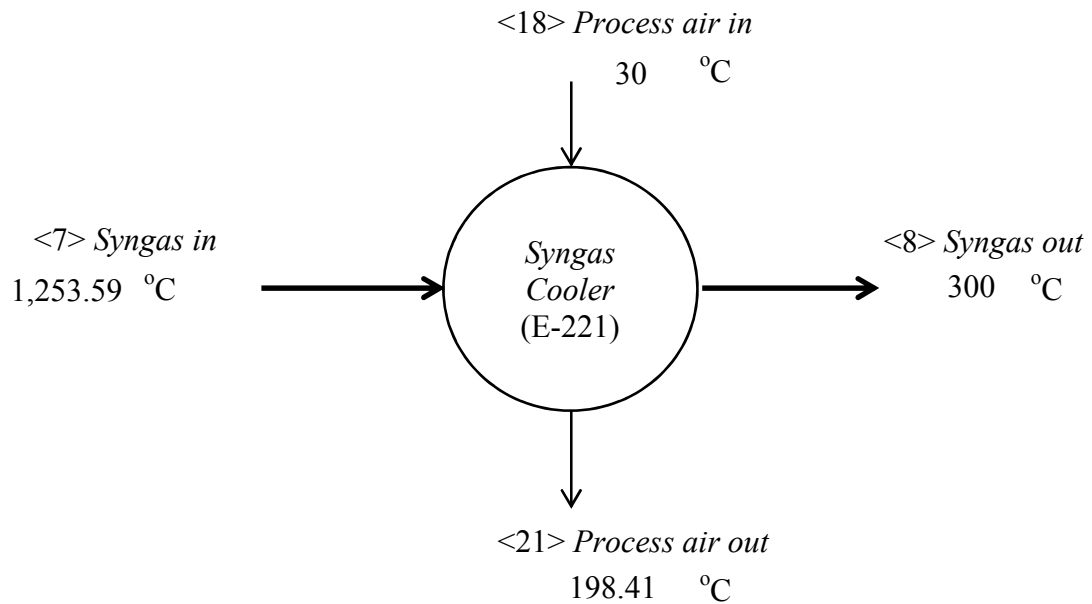 <18> Process air in
30 °C
<7> Syngas in
1,253.59 °C
Syngas
Cooler
(E-221)
<8> Syngas out
300 °C
<21> Process air out
198.41 °C